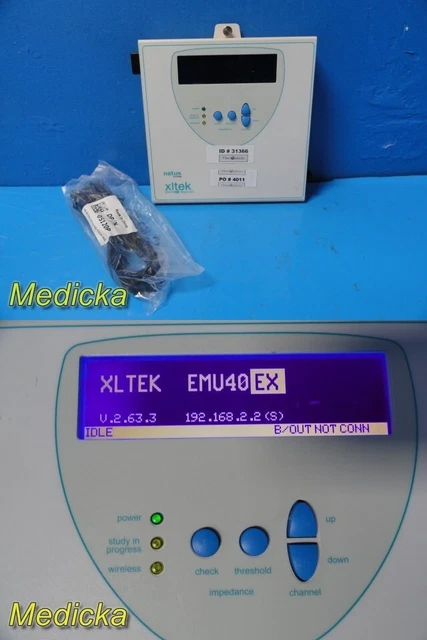 ID # 31366
natus
xltek
PO # 4011
Medicka
XLTEK EMU40EX
V.2.63.3 192.168.2.2(S)
IDLE B/OUT NOT CONN
power
up
study in
progress
wireless
down
check threshold
impedance channel
Medicka